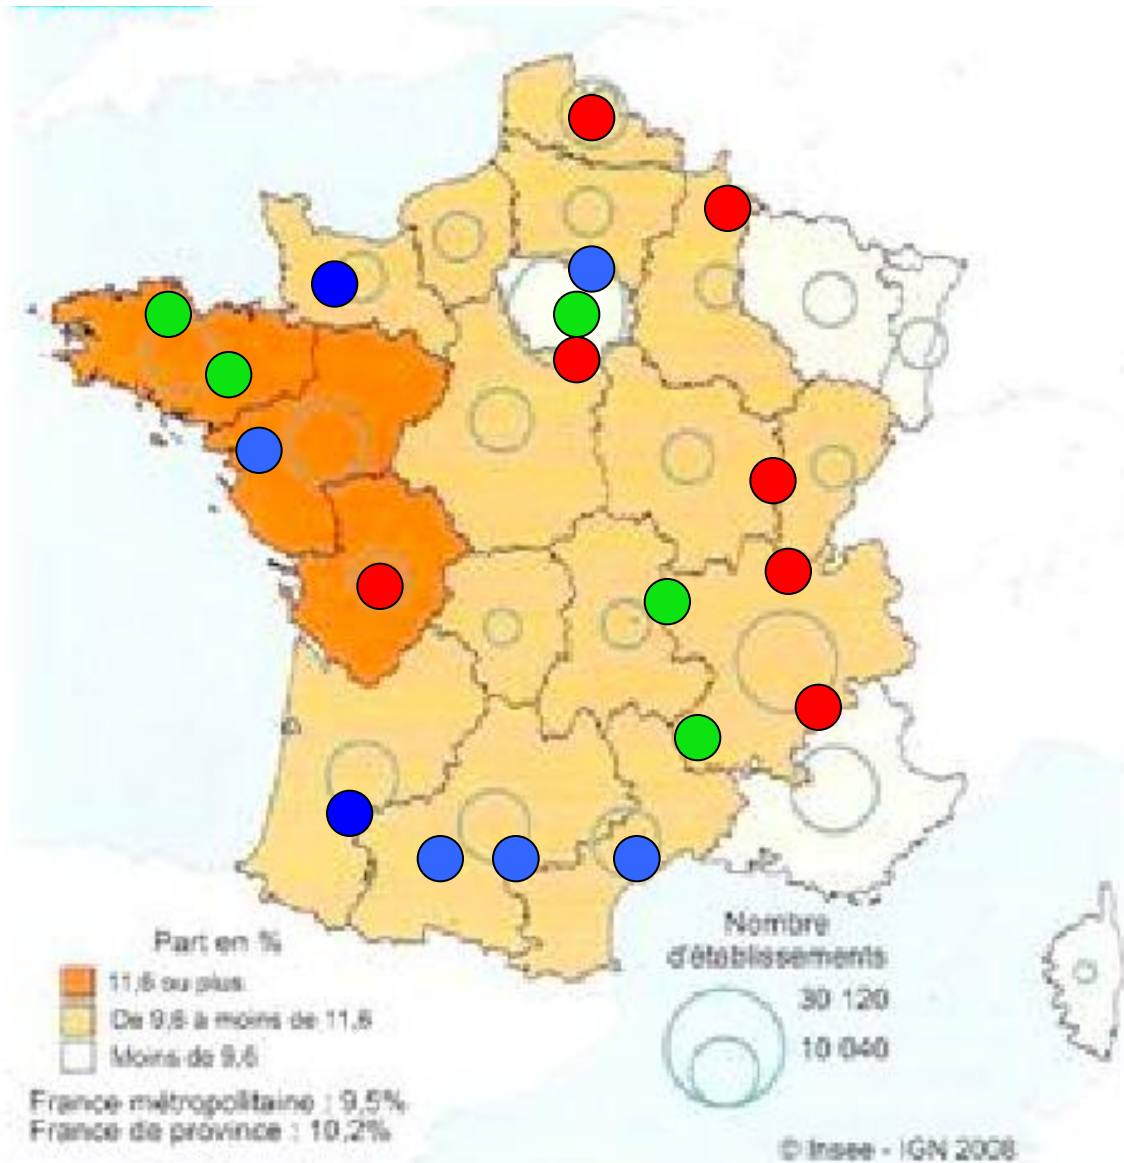 Part en %
11,6 ou plus
De 9,6 à moins de 11,6
Moins de 9,6
France métropolitaine : 9,5%
France de province : 10,2%
Nombre
d'établissements
30 120
10 040
© Insee - IGN 2008